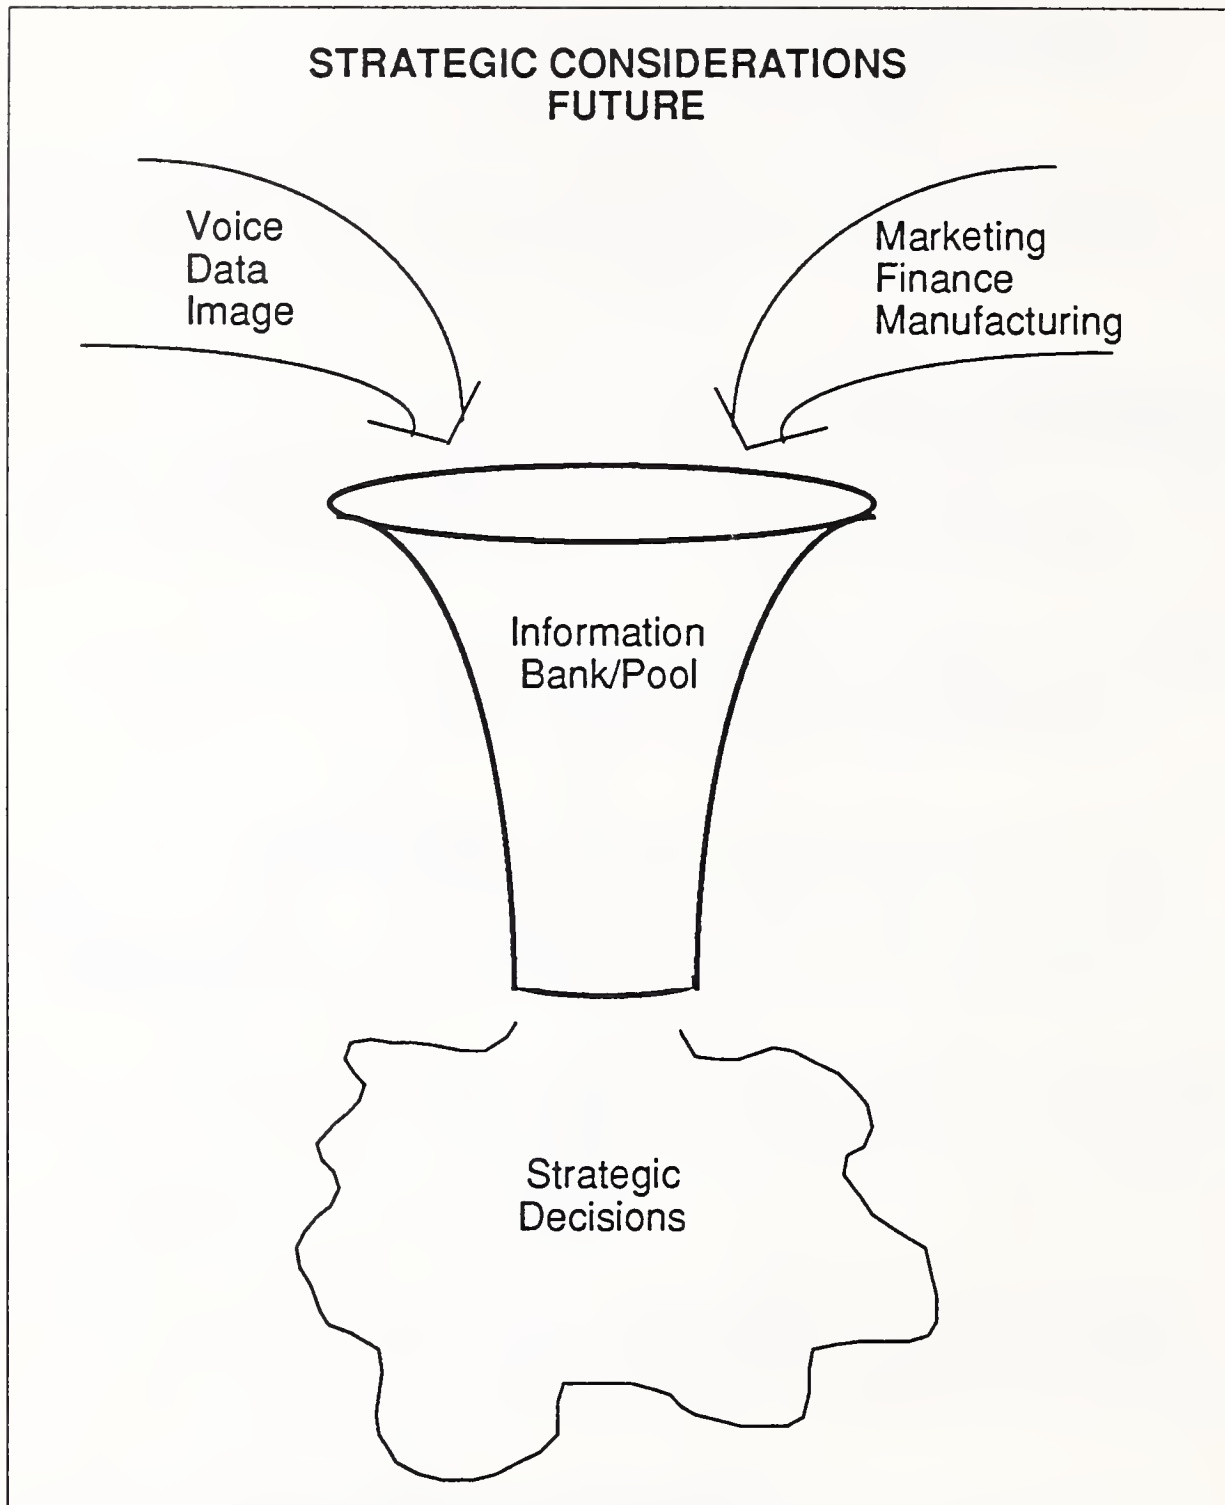 STRATEGIC CONSIDERATIONS
FUTURE
Voice
Data
Image
Marketing
Finance
Manufacturing
Information
Bank/Pool
Strategic
Decisions